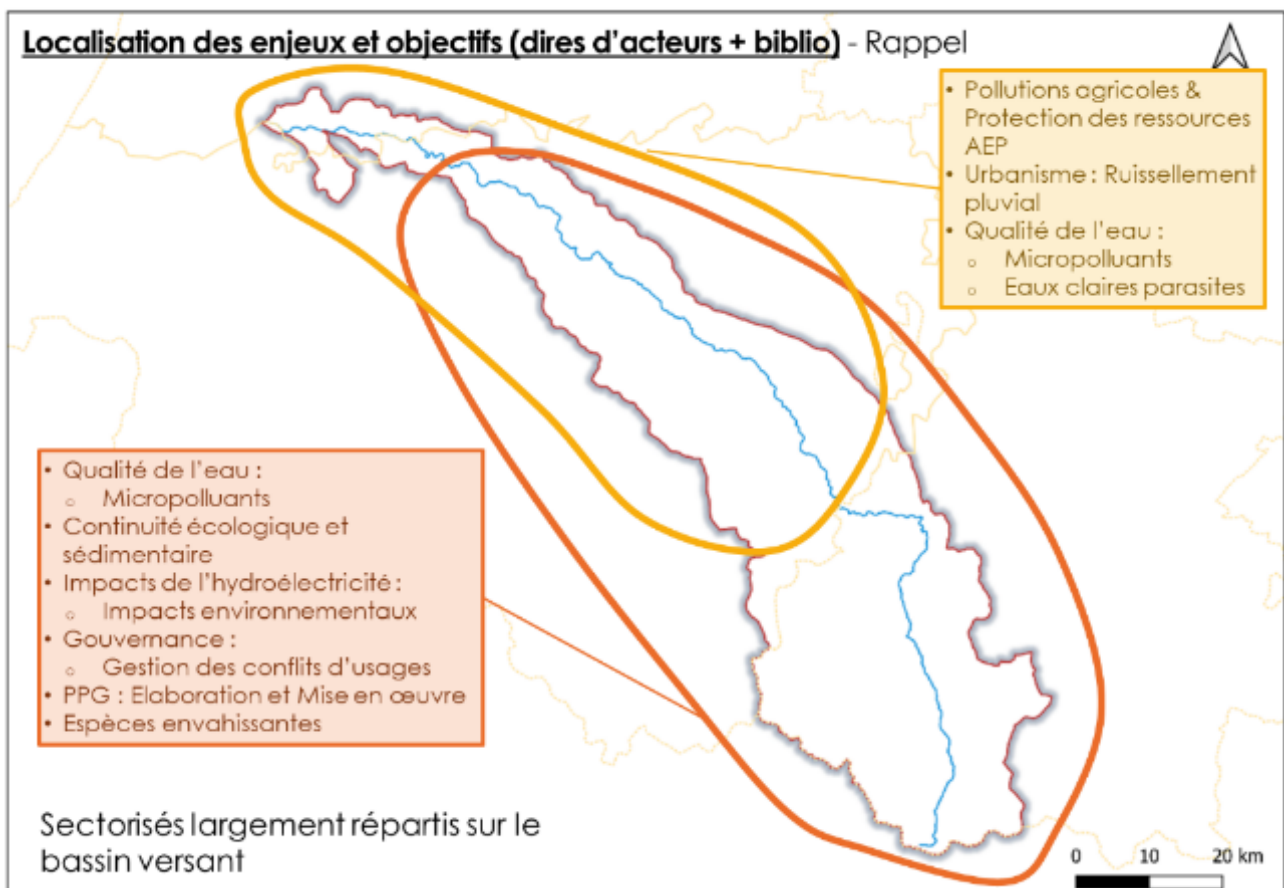 Localisation des enjeux et objectifs (dires d'acteurs + biblio) - Rappel
• Pollutions agricoles &
Protection des ressources
AEP
• Urbanisme : Ruissellement
pluvial
• Qualité de l'eau :
o Micropolluants
o Eaux claires parasites
• Qualité de l'eau :
o Micropolluants
• Continuité écologique et
sédimentaire
• Impacts de l'hydroélectricité :
o Impacts environnementaux
• Gouvernance :
o Gestion des conflits d'usages
• PPG : Elaboration et Mise en œuvre
• Espèces envahissantes
Sectorisés largement répartis sur le
bassin versant
0 10 20 km